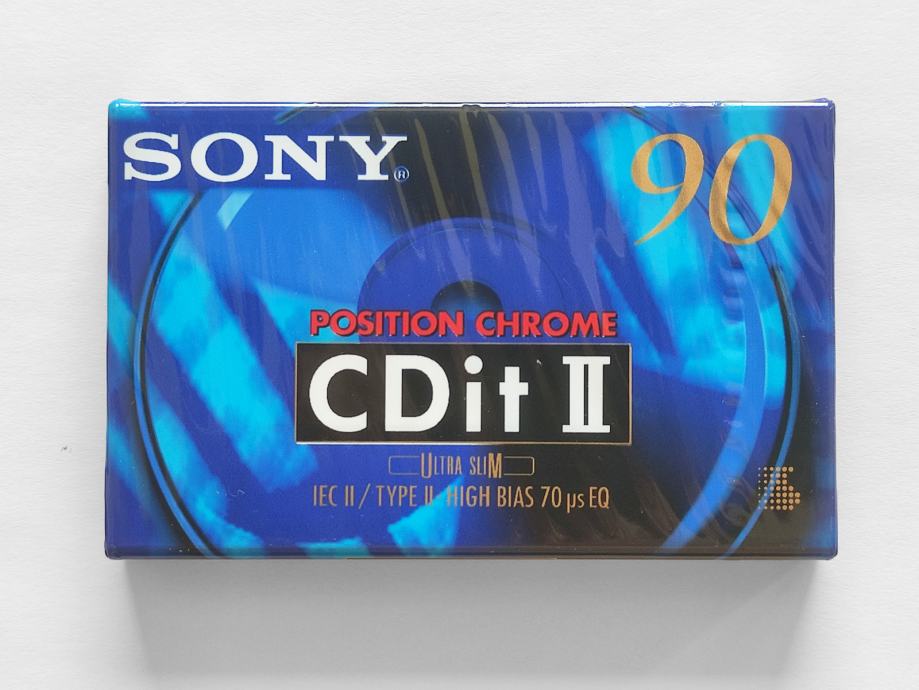 SONY® 90
POSITION CHROME
CDit II
ULTRA SLIM
IEC II / TYPE II · HIGH BIAS 70 µs EQ